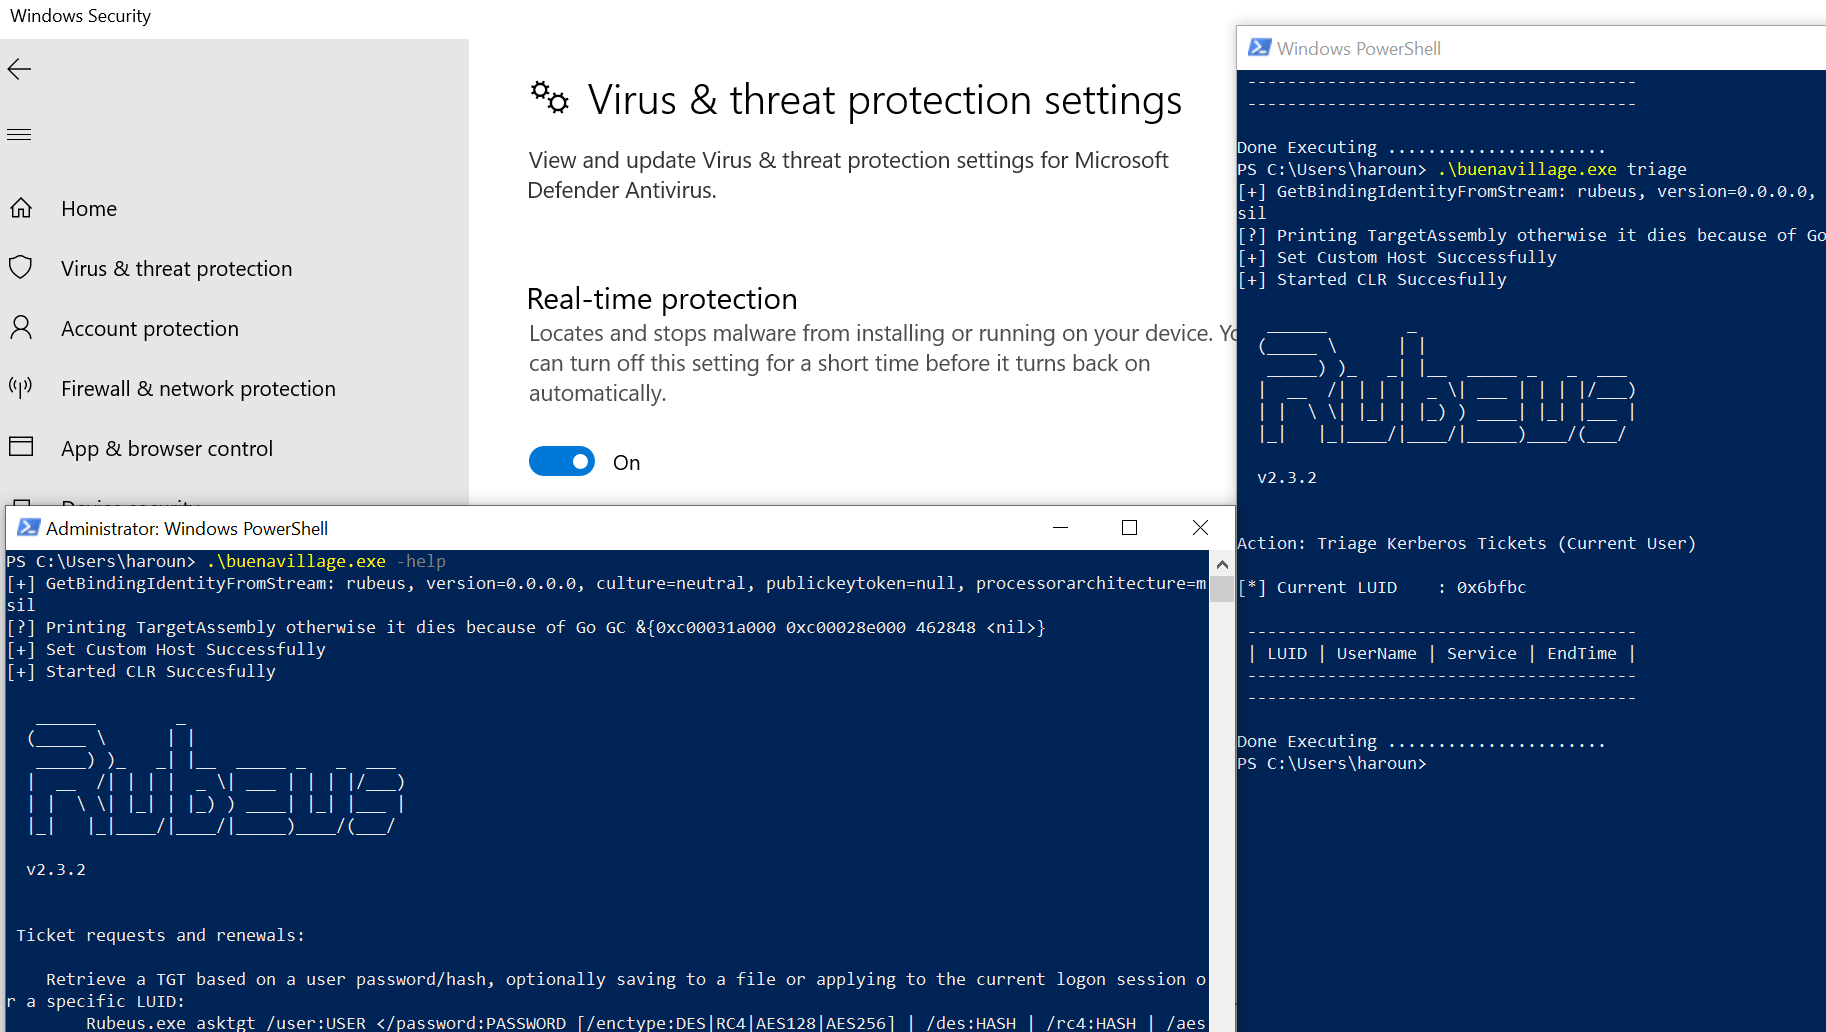 Windows Security
Home
Virus & threat protection
Account protection
Firewall & network protection
App & browser control
Virus & threat protection settings
View and update Virus & threat protection settings for Microsoft
Defender Antivirus.
Real-time protection
Locates and stops malware from installing or running on your device.
can turn off this setting for a short time before it turns back on
automatically.
On
Administrator: Windows PowerShell
PS C:\Users\haroun> .\buenavillage.exe -help
[+] GetBindingIdentityFromStream: rubeus, version=0.0.0.0, culture=neutral, publickeytoken=null, processorarchitecture=m
sil
[?] Printing TargetAssembly otherwise it dies because of Go GC &{0xc00031a000 0xc00028e000 462848 <nil>}
[+] Set Custom Host Successfully
[+] Started CLR Succesfully
Rubeus
v2.3.2
Ticket requests and renewals:
Retrieve a TGT based on a user password/hash, optionally saving to a file or applying to the current logon session o
r a specific LUID:
Rubeus.exe asktgt /user:USER </password:PASSWORD [/enctype:DES|RC4|AES128|AES256] | /des:HASH | /rc4:HASH | /aes
Windows PowerShell
Done Executing ......................
PS C:\Users\haroun> .\buenavillage.exe triage
[+] GetBindingIdentityFromStream: rubeus, version=0.0.0.0,
sil
[?] Printing TargetAssembly otherwise it dies because of Go
[+] Set Custom Host Successfully
[+] Started CLR Succesfully
Rubeus
v2.3.2
Action: Triage Kerberos Tickets (Current User)
[*] Current LUID    : 0x6bfbc
| LUID | UserName | Service | EndTime |
Done Executing ......................
PS C:\Users\haroun>